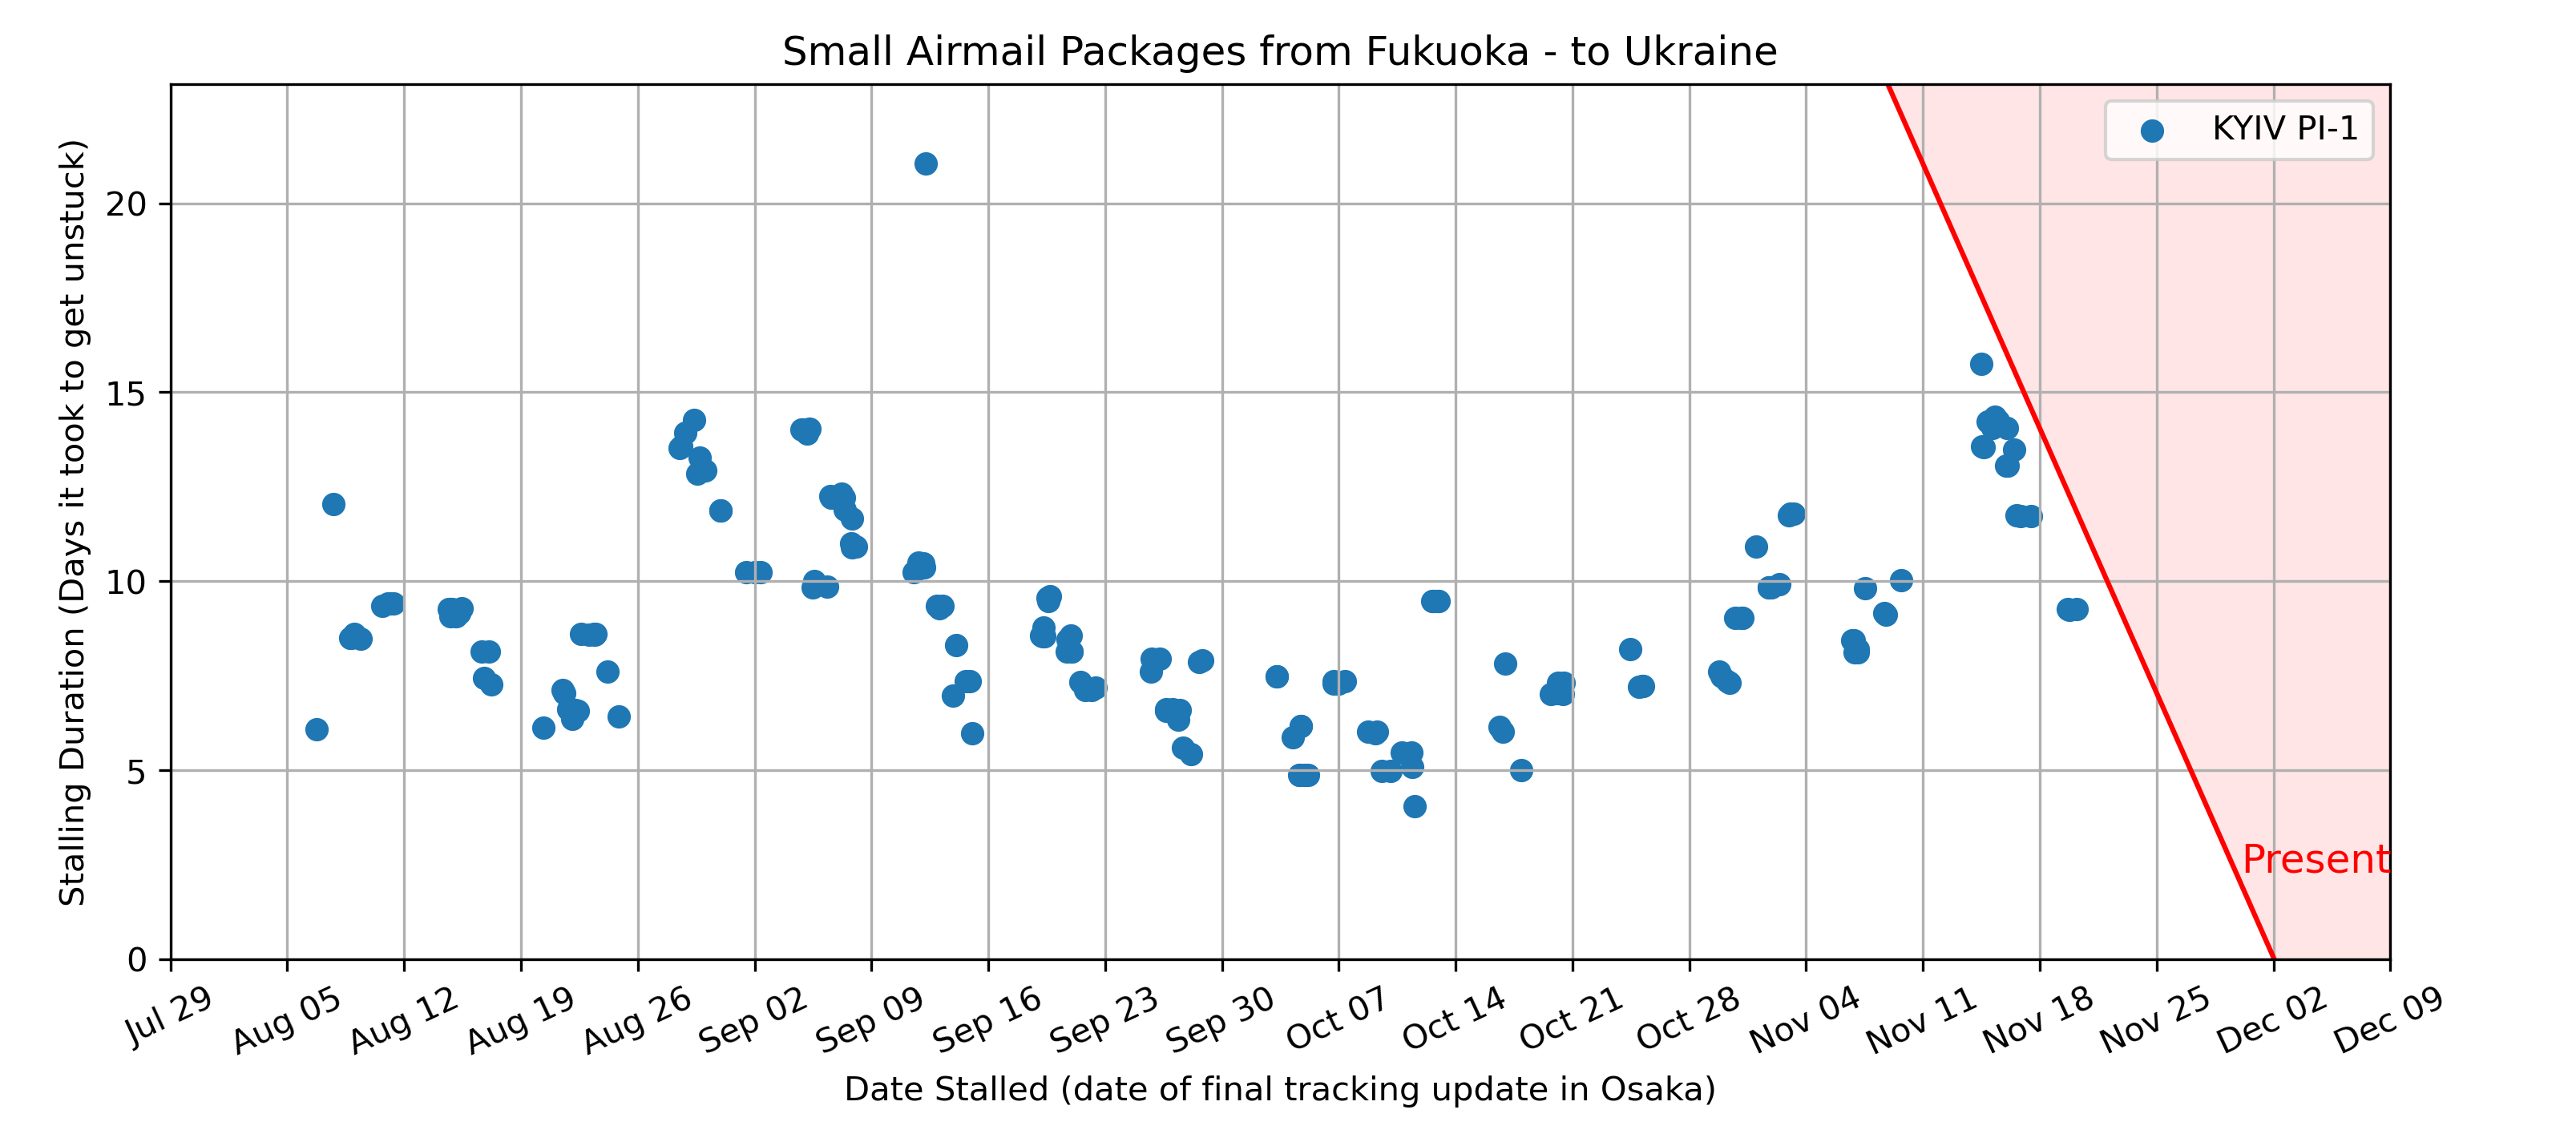 Small Airmail Packages from Fukuoka - to Ukraine
KYIV PI-1
Stalling Duration (Days it took to get unstuck)
20
15
10
5
0
Present
Jul 29
Aug 05
Aug 12
Aug 19
Aug 26
Sep 02
Sep 09
Sep 16
Sep 23
Sep 30
Oct 07
Oct 14
Oct 21
Oct 28
Nov 04
Nov 11
Nov 18
Nov 25
Dec 02
Dec 09
Date Stalled (date of final tracking update in Osaka)